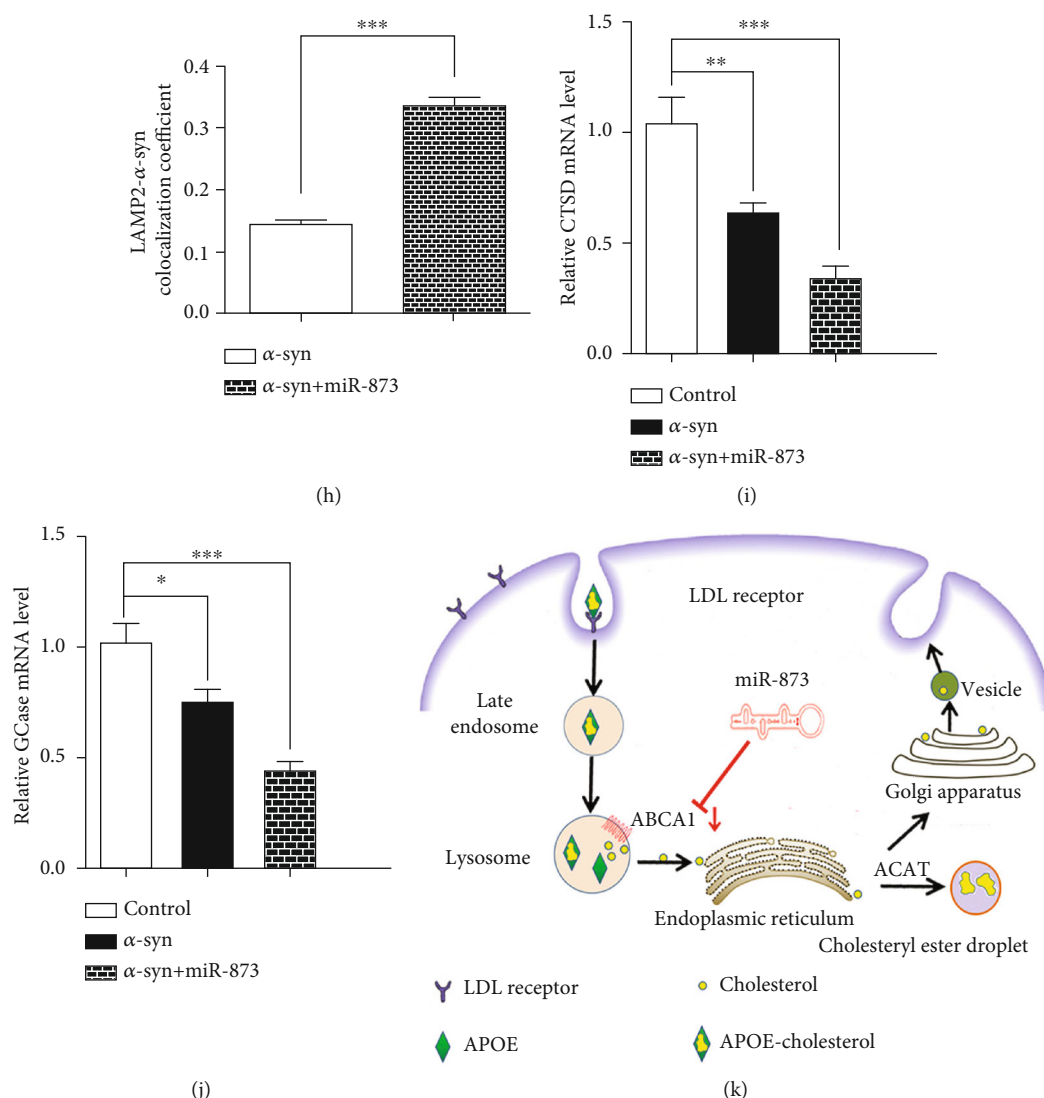 ***
0.4
0.3
0.2
0.1
0.0
LAMP2-α-syn
colocalization coefficient
α-syn
α-syn+miR-873
(h)
***
**
1.5
1.0
0.5
0.0
Relative CTSD mRNA level
Control
α-syn
α-syn+miR-873
(i)
***
*
1.5
1.0
0.5
0.0
Relative GCase mRNA level
Control
α-syn
α-syn+miR-873
(j)
LDL receptor
Late
endosome
miR-873
Vesicle
Golgi apparatus
ABCA1
Lysosome
ACAT
Endoplasmic reticulum
Cholesteryl ester droplet
LDL receptor
Cholesterol
APOE
APOE-cholesterol
(k)